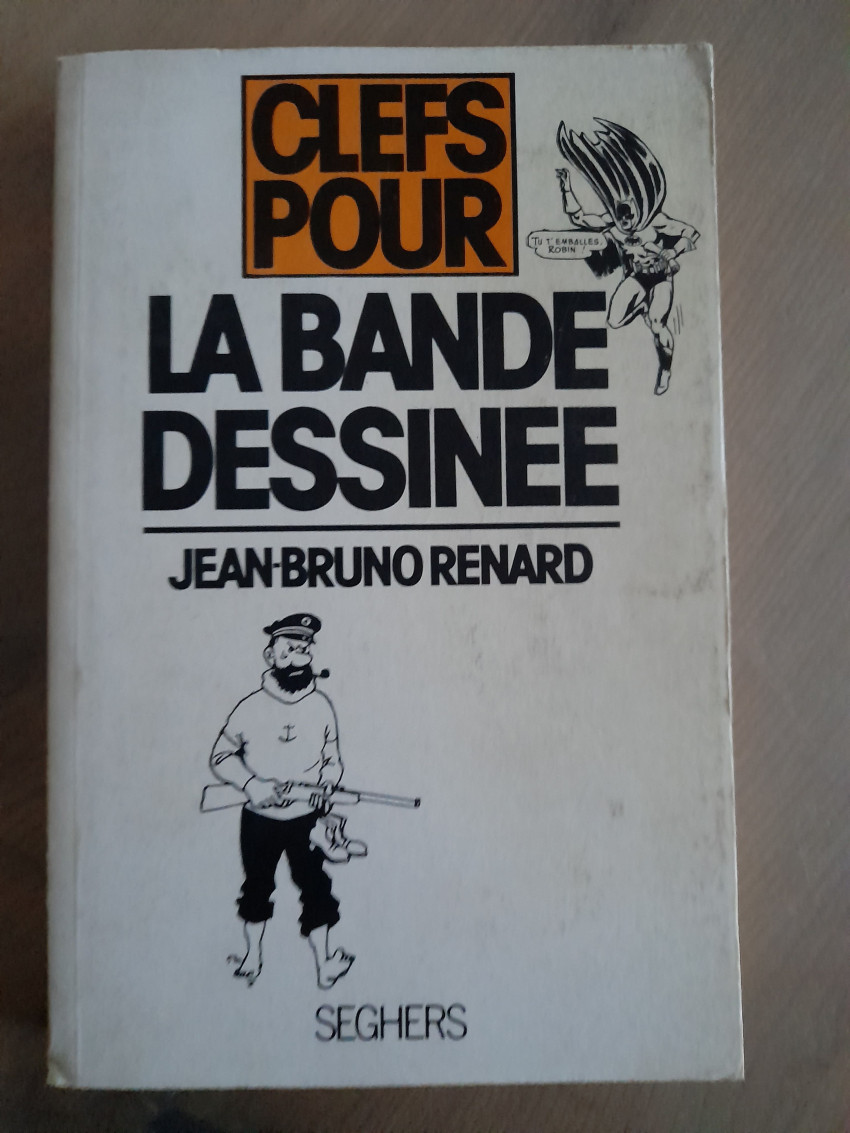 CLEFS
POUR
TU T'EMBALLES,
ROBIN !
LA BANDE
DESSINEE
JEAN-BRUNO RENARD
SEGHERS